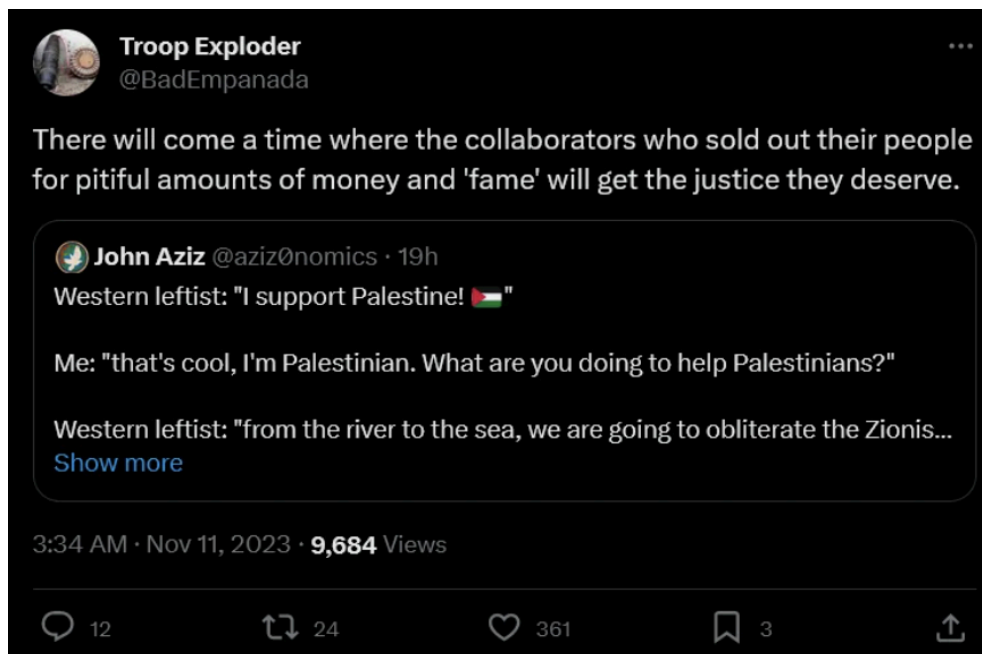 Troop Exploder
@BadEmpanada
There will come a time where the collaborators who sold out their people
for pitiful amounts of money and 'fame' will get the justice they deserve.
John Aziz @aziz0nomics · 19h
Western leftist: "I support Palestine! 🇵🇸"
Me: "that's cool, I'm Palestinian. What are you doing to help Palestinians?"
Western leftist: "from the river to the sea, we are going to obliterate the Zionis...
Show more
3:34 AM · Nov 11, 2023 · 9,684 Views
12 24 361 3